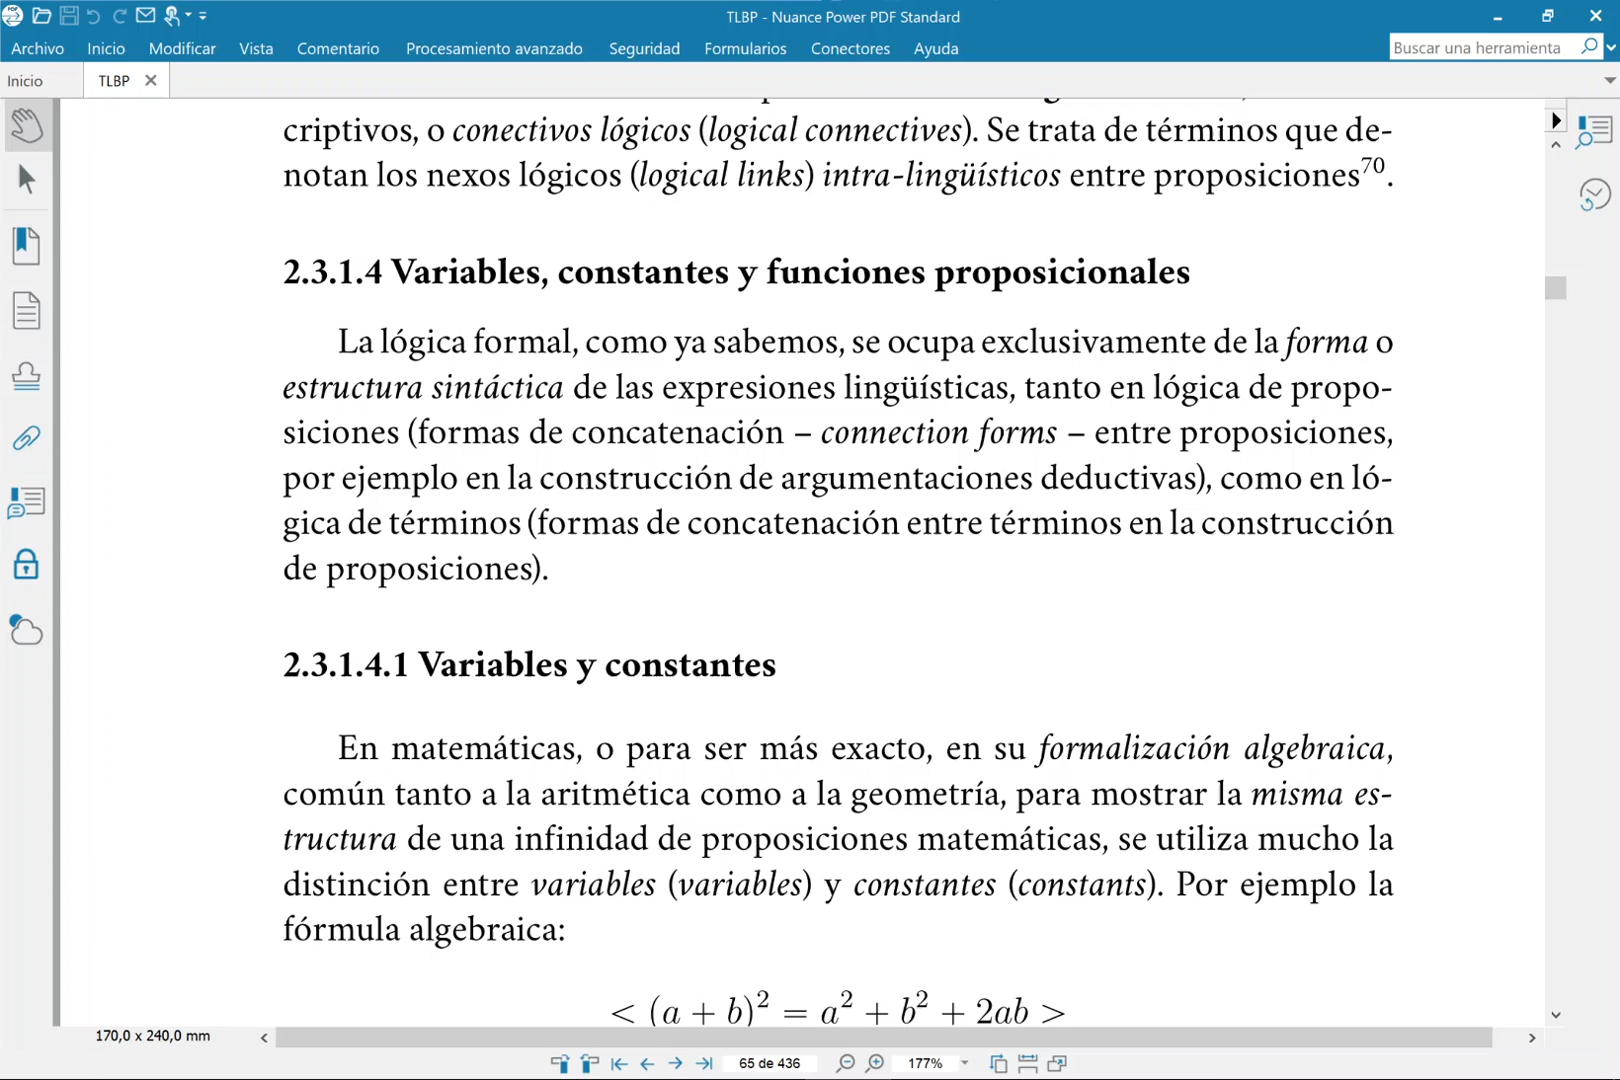 TLBP - Nuance Power PDF Standard
Archivo Inicio Modificar Vista Comentario Procesamiento avanzado Seguridad Formularios Conectores Ayuda
Buscar una herramienta
Inicio TLBP
criptivos, o conectivos lógicos (logical connectives). Se trata de términos que de-
notan los nexos lógicos (logical links) intra-lingüísticos entre proposiciones⁷⁰.
2.3.1.4 Variables, constantes y funciones proposicionales
La lógica formal, como ya sabemos, se ocupa exclusivamente de la forma o
estructura sintáctica de las expresiones lingüísticas, tanto en lógica de propo-
siciones (formas de concatenación – connection forms – entre proposiciones,
por ejemplo en la construcción de argumentaciones deductivas), como en ló-
gica de términos (formas de concatenación entre términos en la construcción
de proposiciones).
2.3.1.4.1 Variables y constantes
En matemáticas, o para ser más exacto, en su formalización algebraica,
común tanto a la aritmética como a la geometría, para mostrar la misma es-
tructura de una infinidad de proposiciones matemáticas, se utiliza mucho la
distinción entre variables (variables) y constantes (constants). Por ejemplo la
fórmula algebraica:
< (a + b)² = a² + b² + 2ab >
170,0 x 240,0 mm
65 de 436 177%